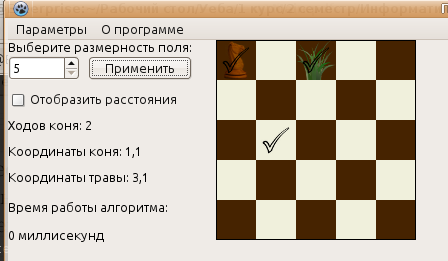 Параметры О программе
Выберите размерность поля:
5 Применить
Отобразить расстояния
Ходов коня: 2
Координаты коня: 1,1
Координаты травы: 3,1
Время работы алгоритма:
0 миллисекунд